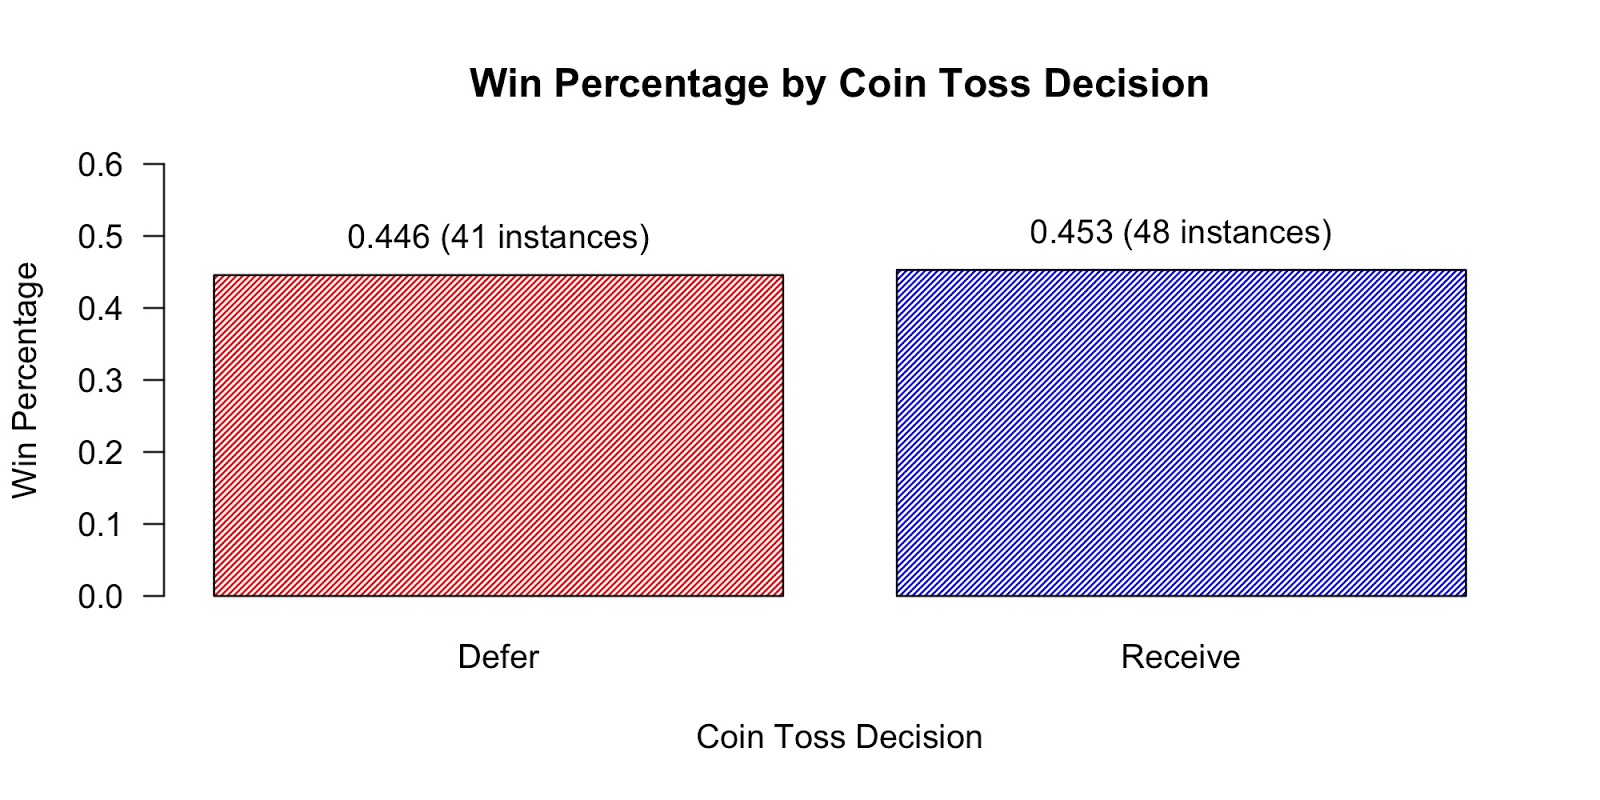 Win Percentage by Coin Toss Decision
Win Percentage
0.6
0.5
0.4
0.3
0.2
0.1
0.0
0.446 (41 instances)
0.453 (48 instances)
Defer
Receive
Coin Toss Decision